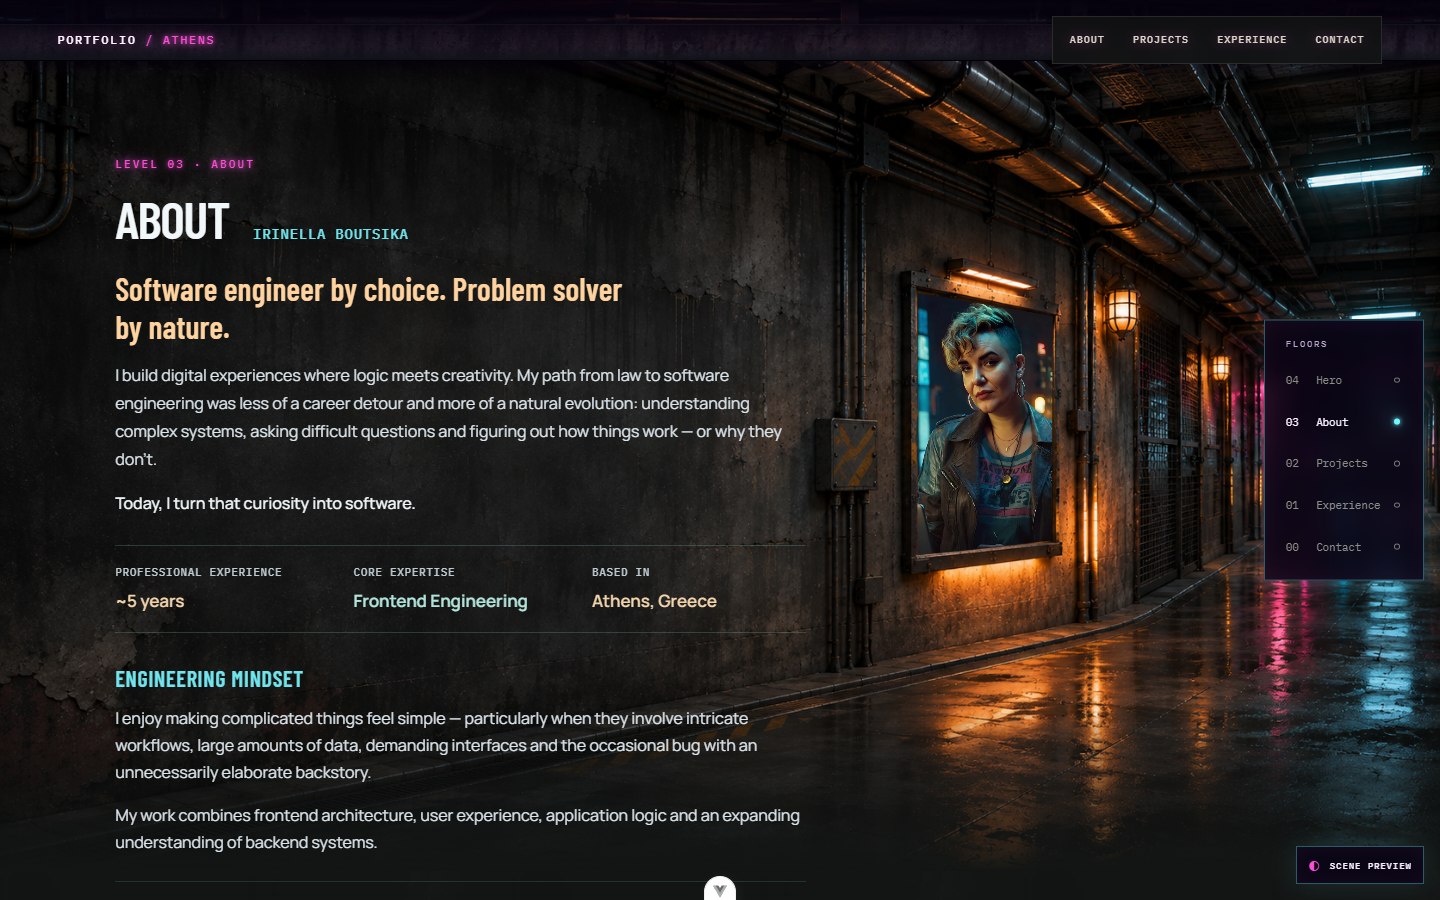 PORTFOLIO / ATHENS
ABOUT PROJECTS EXPERIENCE CONTACT
LEVEL 03 · ABOUT
ABOUT IRINELLA BOUTSIKA
Software engineer by choice. Problem solver
by nature.
I build digital experiences where logic meets creativity. My path from law to software
engineering was less of a career detour and more of a natural evolution: understanding
complex systems, asking difficult questions and figuring out how things work — or why they
don't.
Today, I turn that curiosity into software.
PROFESSIONAL EXPERIENCE
~5 years
CORE EXPERTISE
Frontend Engineering
BASED IN
Athens, Greece
ENGINEERING MINDSET
I enjoy making complicated things feel simple — particularly when they involve intricate
workflows, large amounts of data, demanding interfaces and the occasional bug with an
unnecessarily elaborate backstory.
My work combines frontend architecture, user experience, application logic and an expanding
understanding of backend systems.
FLOORS
04 Hero
03 About
02 Projects
01 Experience
00 Contact
SCENE PREVIEW